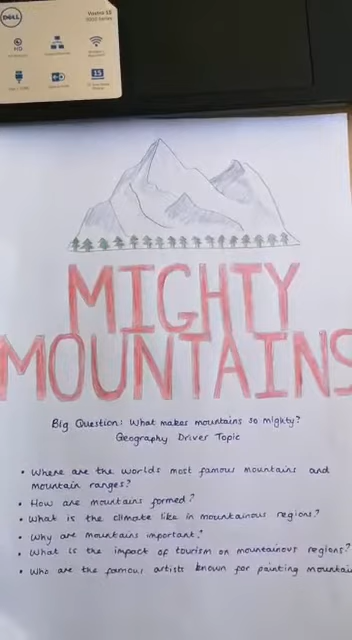 DELL
Vostro 15
MIGHTY
MOUNTAINS
Big Question: What makes mountains so mighty?
Geography Driver Topic
• Where are the worlds most famous mountains and
mountain ranges?
• How are mountains formed?
• What is the climate like in mountainous regions?
• Why are mountains important?
• What is the impact of tourism on mountainous regions?
• Who are the famous artists known for painting